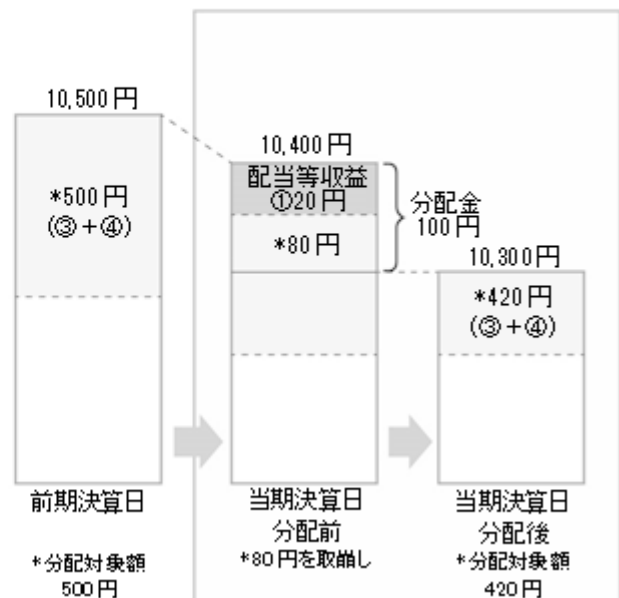 10,500円
*500円
(③+④)
前期決算日
*分配対象額
500円
10,400円
配当等収益
①20円
*80円
分配金
100円
当期決算日
分配前
*80円を取崩し
10,300円
*420円
(③+④)
当期決算日
分配後
*分配対象額
420円